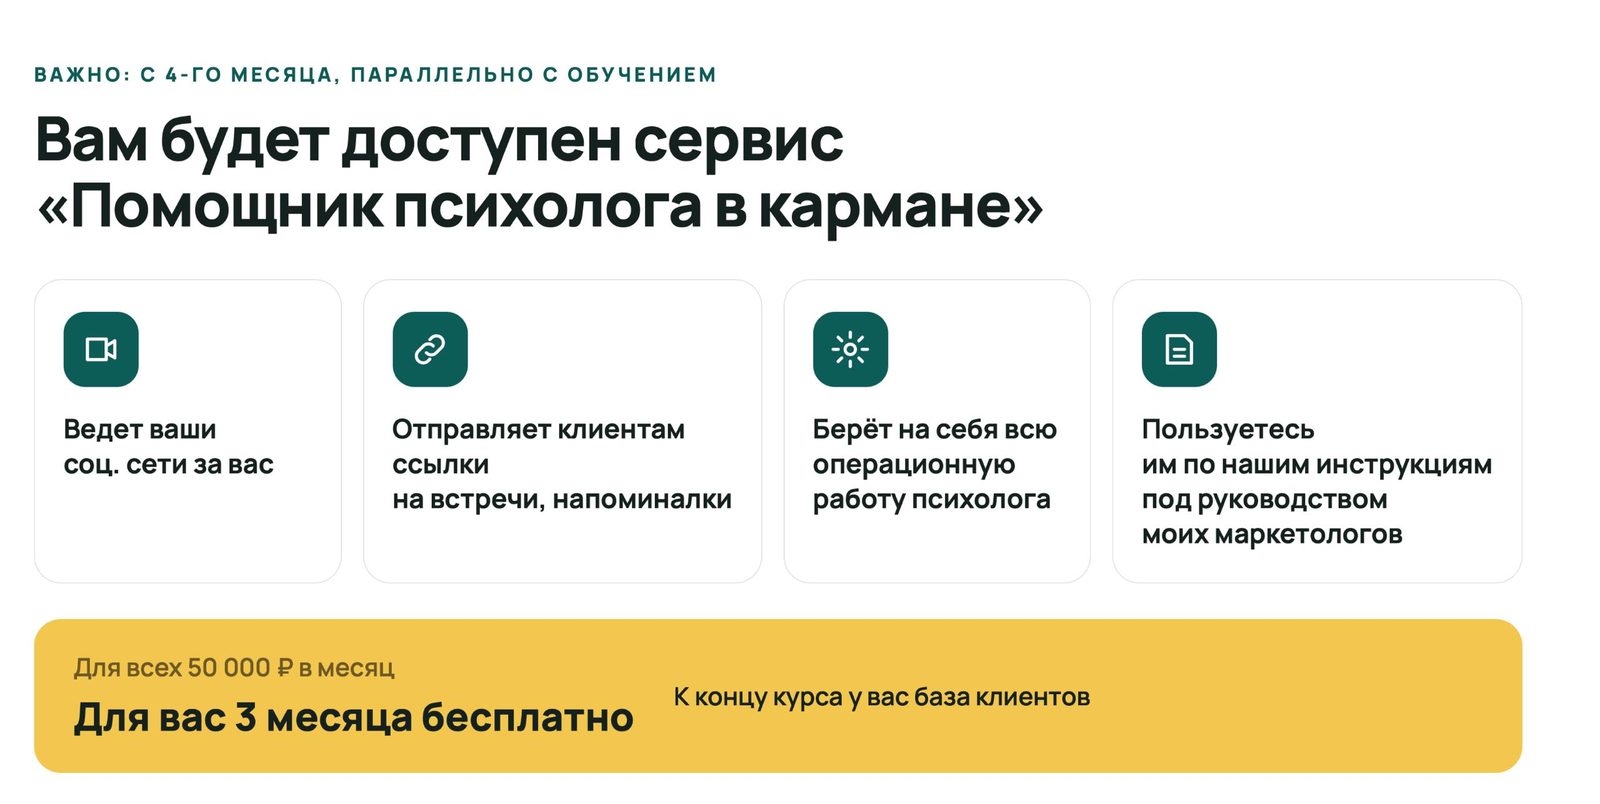 ВАЖНО: С 4-ГО МЕСЯЦА, ПАРАЛЛЕЛЬНО С ОБУЧЕНИЕМ
Вам будет доступен сервис
«Помощник психолога в кармане»
Ведет ваши
соц. сети за вас
Отправляет клиентам
ссылки
на встречи, напоминалки
Берёт на себя всю
операционную
работу психолога
Пользуетесь
им по нашим инструкциям
под руководством
моих маркетологов
Для всех 50 000 ₽ в месяц
Для вас 3 месяца бесплатно
К концу курса у вас база клиентов